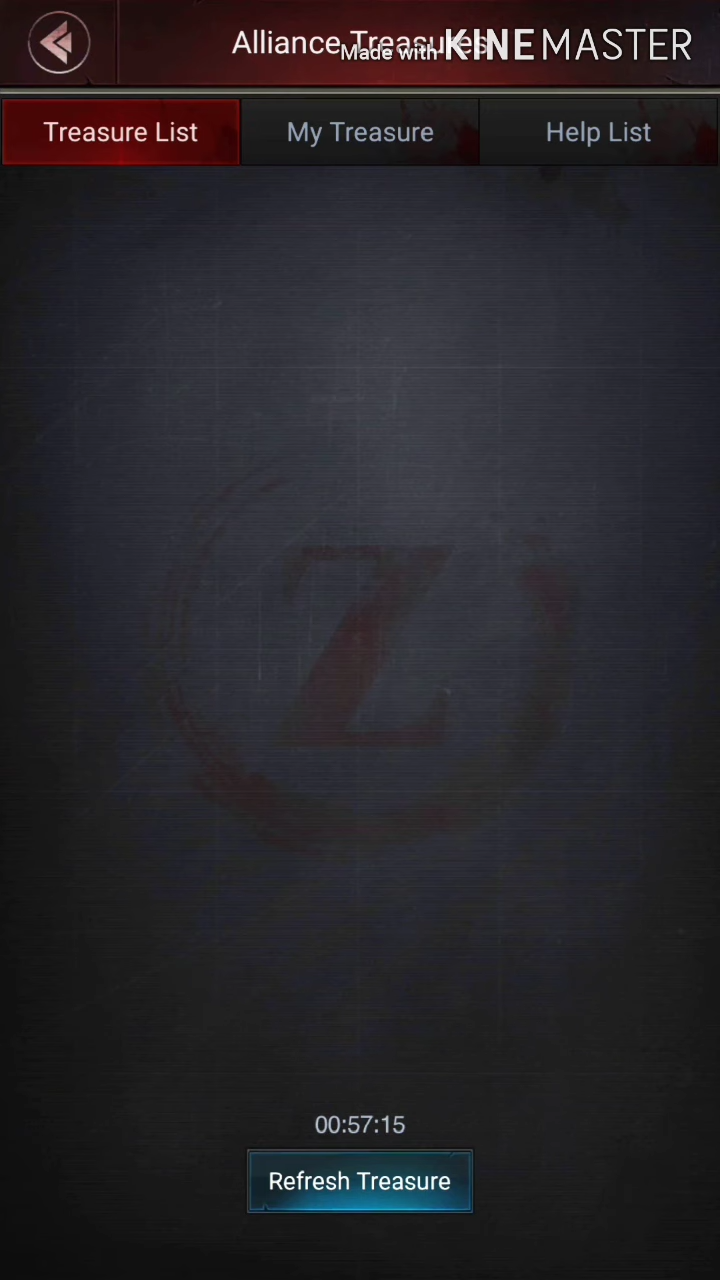 Alliance Treasures
Made with KINEMASTER
Treasure List
My Treasure
Help List
Z
00:57:15
Refresh Treasure